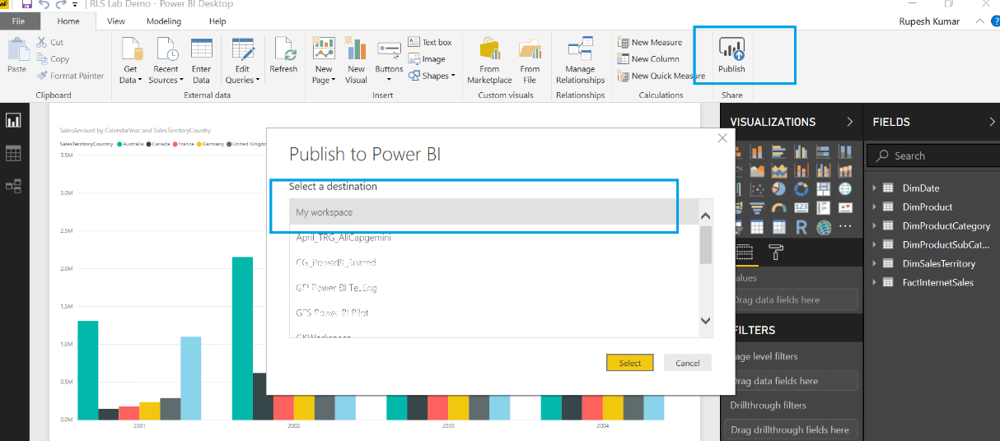 RLS Lab Demo - Power BI Desktop
File Home View Modeling Help
Rupesh Kumar
Paste
Cut
Copy
Format Painter
Clipboard
Get Data
Recent Sources
Enter Data
Edit Queries
Refresh
External data
New Page
New Visual
Buttons
Text box
Image
Shapes
Insert
From Marketplace
From File
Custom visuals
Manage Relationships
Relationships
New Measure
New Column
New Quick Measure
Calculations
Publish
Share
SalesAmount by CalendarYear and SalesTerritoryCountry
SalesTerritoryCountry Australia Canada France Germany United Kingdo
3.5M
3.0M
2.5M
2.0M
1.5M
1.0M
0.5M
0.0M
2001 2002 2003 2004
Publish to Power BI
Select a destination
My workspace
April_TRG_AllCapgemini
CG_PowerBI_Shared
Power BI Testing
GTS Power BI Pilot
GKWorkspace
Select Cancel
VISUALIZATIONS
123
R
alues
Drag data fields here
FILTERS
age level filters
Drag data fields here
Drillthrough filters
Drag drillthrough fields here
FIELDS
Search
DimDate
DimProduct
DimProductCategory
DimProductSubCat...
DimSalesTerritory
FactInternetSales